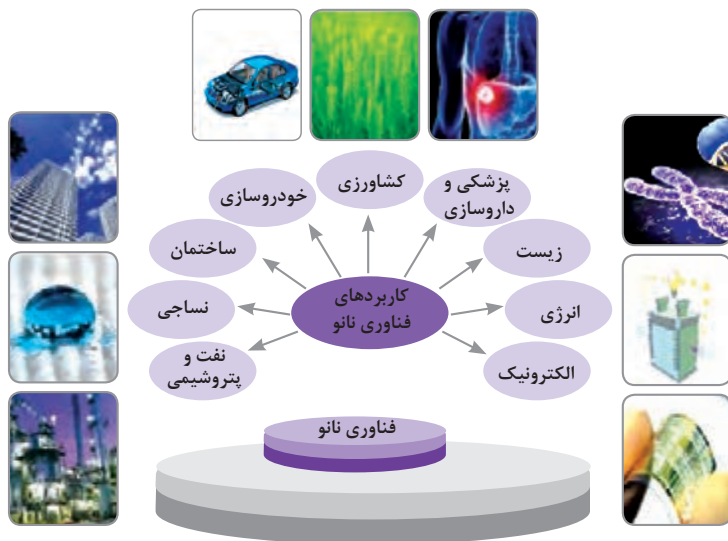 کشاورزی
پزشکی و
داروسازی
خودروسازی
زیست
ساختمان
انرژی
نساجی
الکترونیک
نفت و
پتروشیمی
کاربردهای
فناوری نانو
فناوری نانو